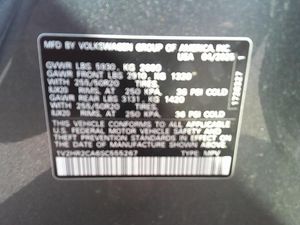 MFD. BY VOLKSWAGEN GROUP OF AMERICA, INC.
USA 04/2025
GVWR LBS 5930, KG 2690
GAWR FRONT LBS 2910, KG 1320
WITH 255/50R20 TIRES
8JX20 RIMS AT 250 KPA 36 PSI COLD
GAWR REAR LBS 3131, KG 1420
WITH 255/50R20 TIRES
8JX20 RIMS AT 250 KPA 36 PSI COLD
THIS VEHICLE CONFORMS TO ALL APPLICABLE
U.S. FEDERAL MOTOR VEHICLE SAFETY AND
THEFT PREVENTION STANDARDS IN EFFECT ON THE
DATE OF MANUFACTURE SHOWN ABOVE
TYPE MPV